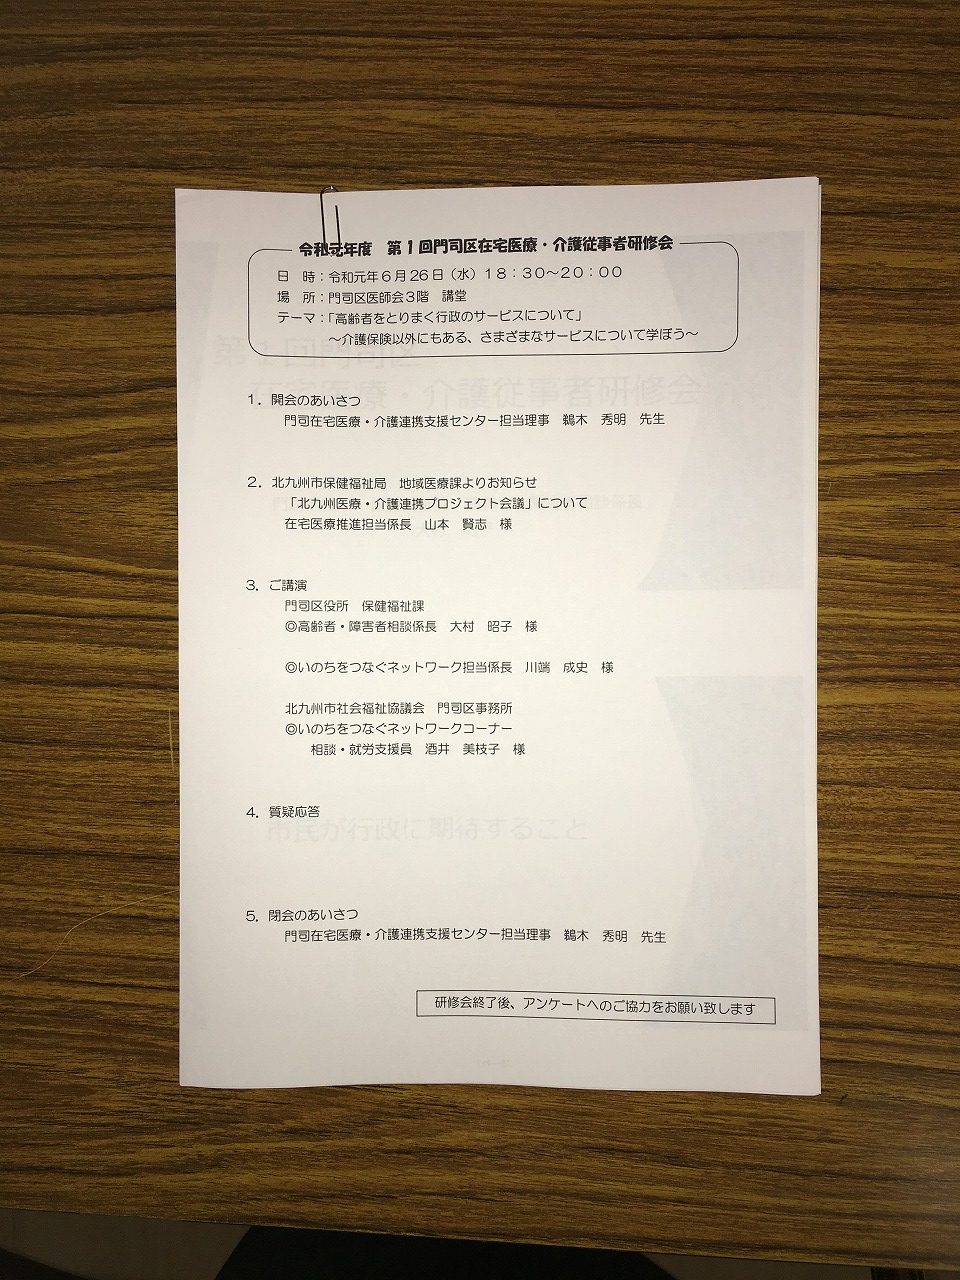 令和元年度　第１回門司区在宅医療・介護従事者研修会
日　時：令和元年６月26日（水）１８：３０～２０：００
場　所：門司区医師会３階　講堂
テーマ：「高齢者をとりまく行政のサービスについて」
～介護保険以外にもある、さまざまなサービスについて学ぼう～
１．開会のあいさつ
門司在宅医療・介護連携支援センター担当理事　鵜木　秀明　先生
２．北九州市保健福祉局　地域医療課よりお知らせ
「北九州医療・介護連携プロジェクト会議」について
在宅医療推進担当係長　山本　賢志　様
３．ご講演
門司区役所　保健福祉課
◎高齢者・障害者相談係長　大村　昭子　様
◎いのちをつなぐネットワーク担当係長　川端　成史　様
北九州市社会福祉協議会　門司区事務所
◎いのちをつなぐネットワークコーナー
相談・就労支援員　酒井　美枝子　様
４．質疑応答
市民が行政に期待すること
５．閉会のあいさつ
門司在宅医療・介護連携支援センター担当理事　鵜木　秀明　先生
研修会終了後、アンケートへのご協力をお願い致します